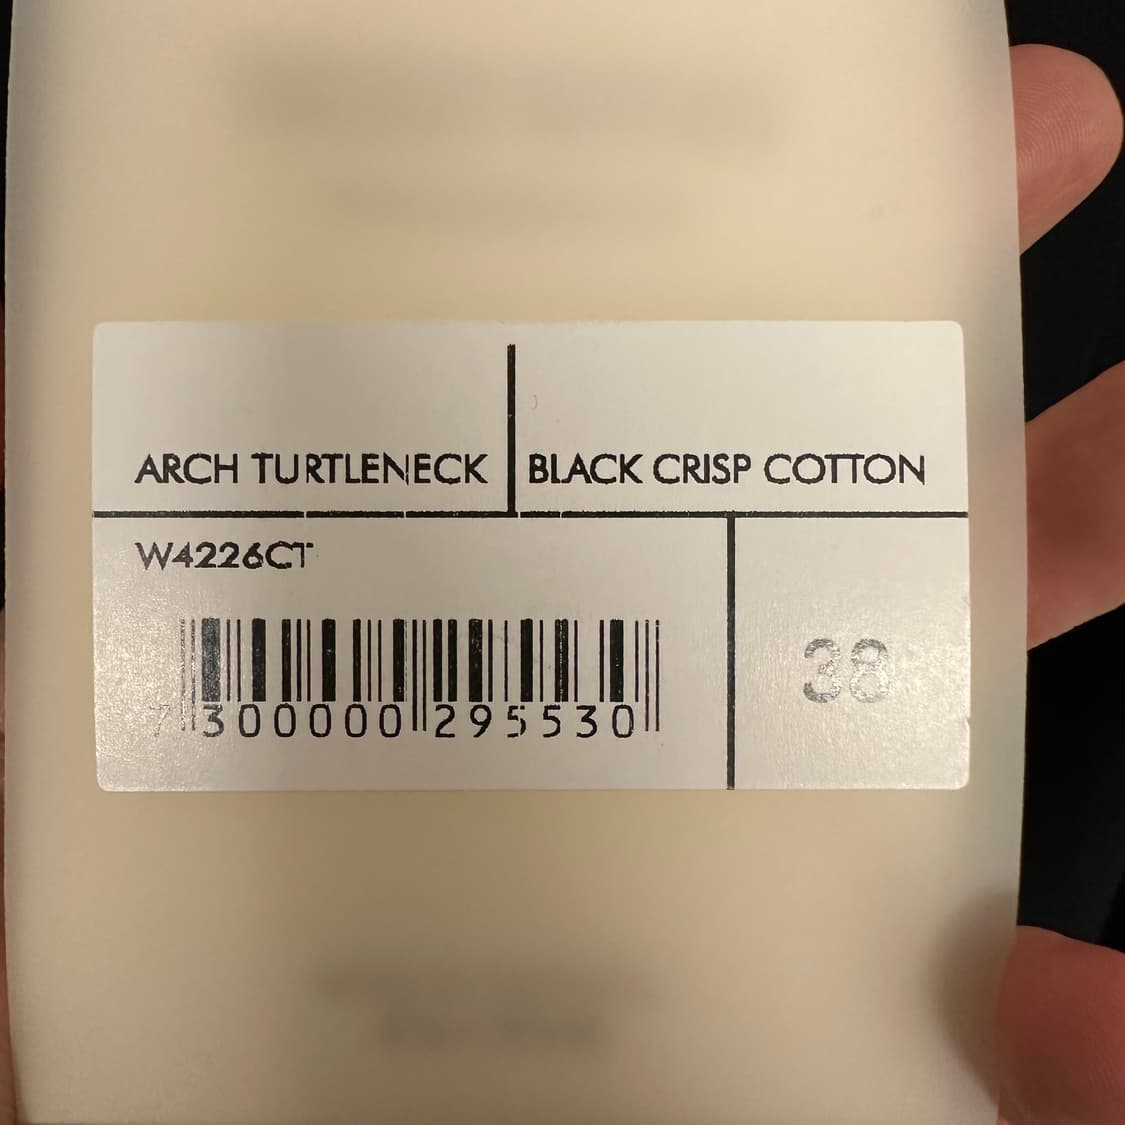 ARCH TURTLENECK
BLACK CRISP COTTON
W4226CT
38
7 300000 295530